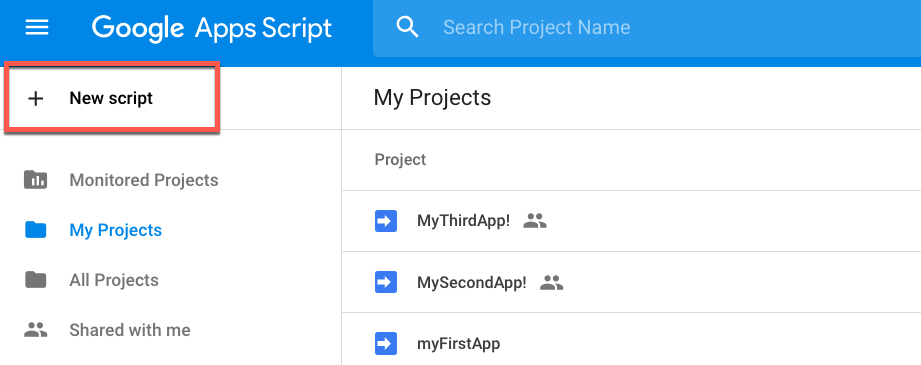 Google Apps Script
Search Project Name
New script
Monitored Projects
My Projects
All Projects
Shared with me
My Projects
Project
MyThirdApp!
MySecondApp!
myFirstApp